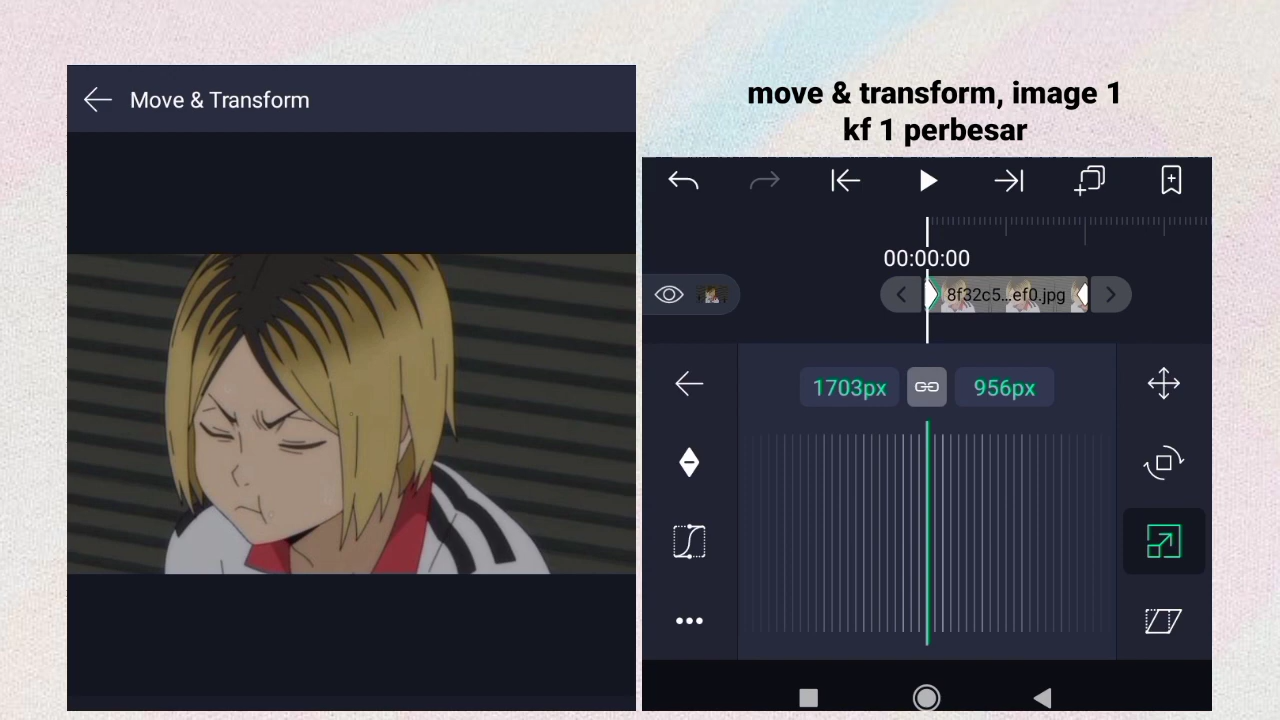 Move & Transform
move & transform, image 1
kf 1 perbesar
00:00:00
8f32c5...ef0.jpg
1703px
956px